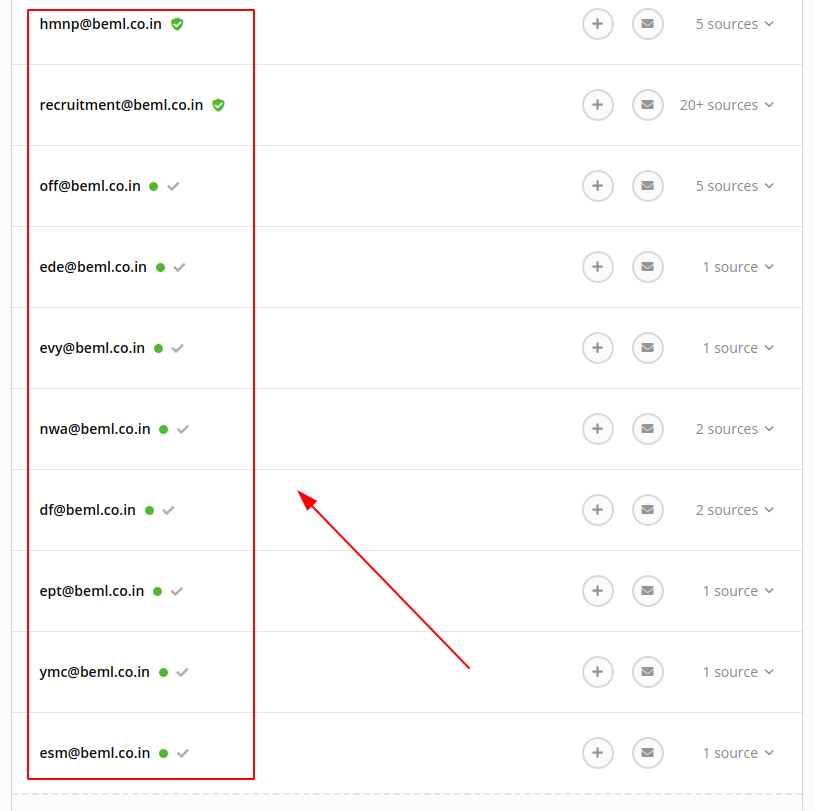 hmnp@beml.co.in 5 sources
recruitment@beml.co.in 20+ sources
off@beml.co.in 5 sources
ede@beml.co.in 1 source
evy@beml.co.in 1 source
nwa@beml.co.in 2 sources
df@beml.co.in 2 sources
ept@beml.co.in 1 source
ymc@beml.co.in 1 source
esm@beml.co.in 1 source